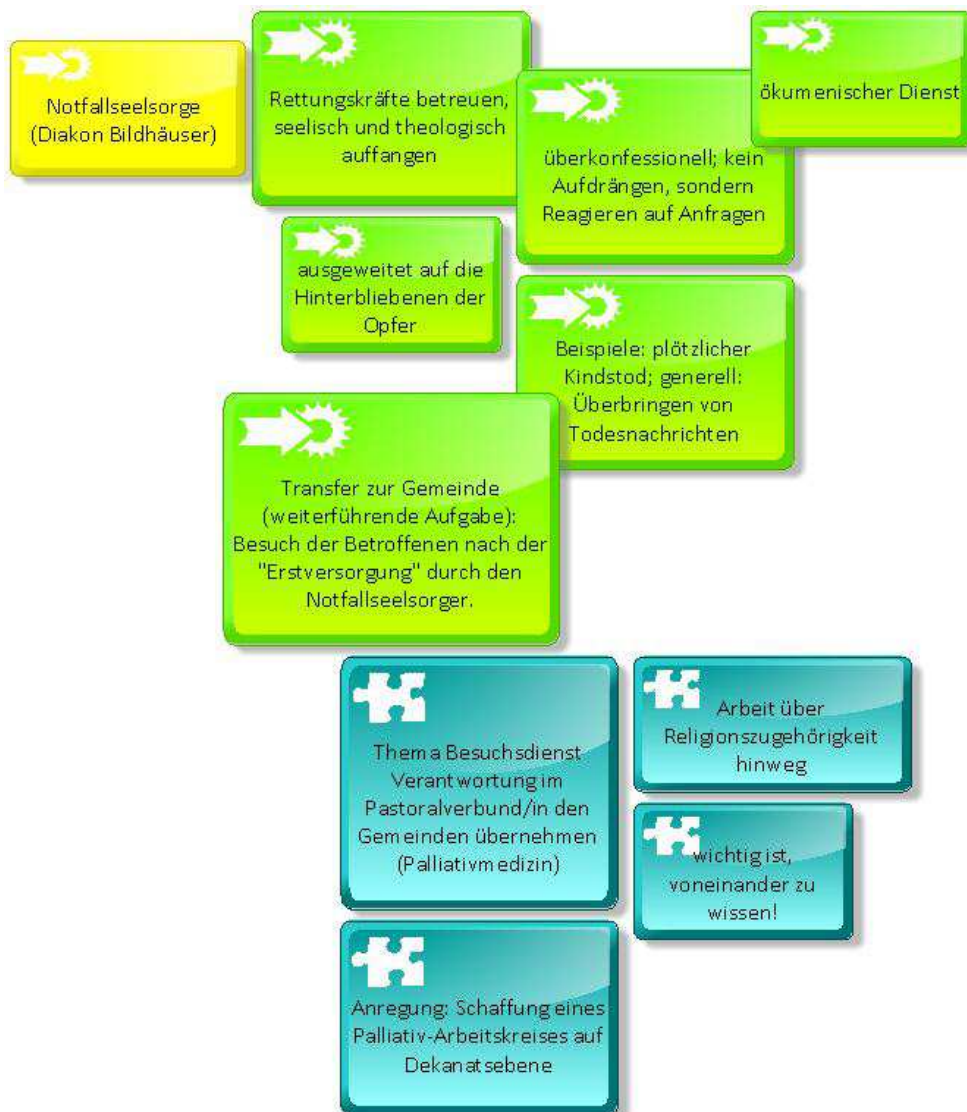 Notfallseelsorge
(Diakon Bildhäuser)
Rettungskräfte betreuen,
seelisch und theologisch
auffangen
überkonfessionell; kein
Aufdrängen, sondern
Reagieren auf Anfragen
ökumenischer Dienst
ausgeweitet auf die
Hinterbliebenen der
Opfer
Beispiele: plötzlicher
Kindstod; generell:
Überbringen von
Todesnachrichten
Transfer zur Gemeinde
(weiterführende Aufgabe):
Besuch der Betroffenen nach der
"Erstversorgung" durch den
Notfallseelsorger.
Thema Besuchsdienst
Verantwortung im
Pastoralverbund/in den
Gemeinden übernehmen
(Palliativmedizin)
Arbeit über
Religionszugehörigkeit
hinweg
wichtig ist,
voneinander zu
wissen!
Anregung: Schaffung eines
Palliativ-Arbeitskreises auf
Dekanatsebene